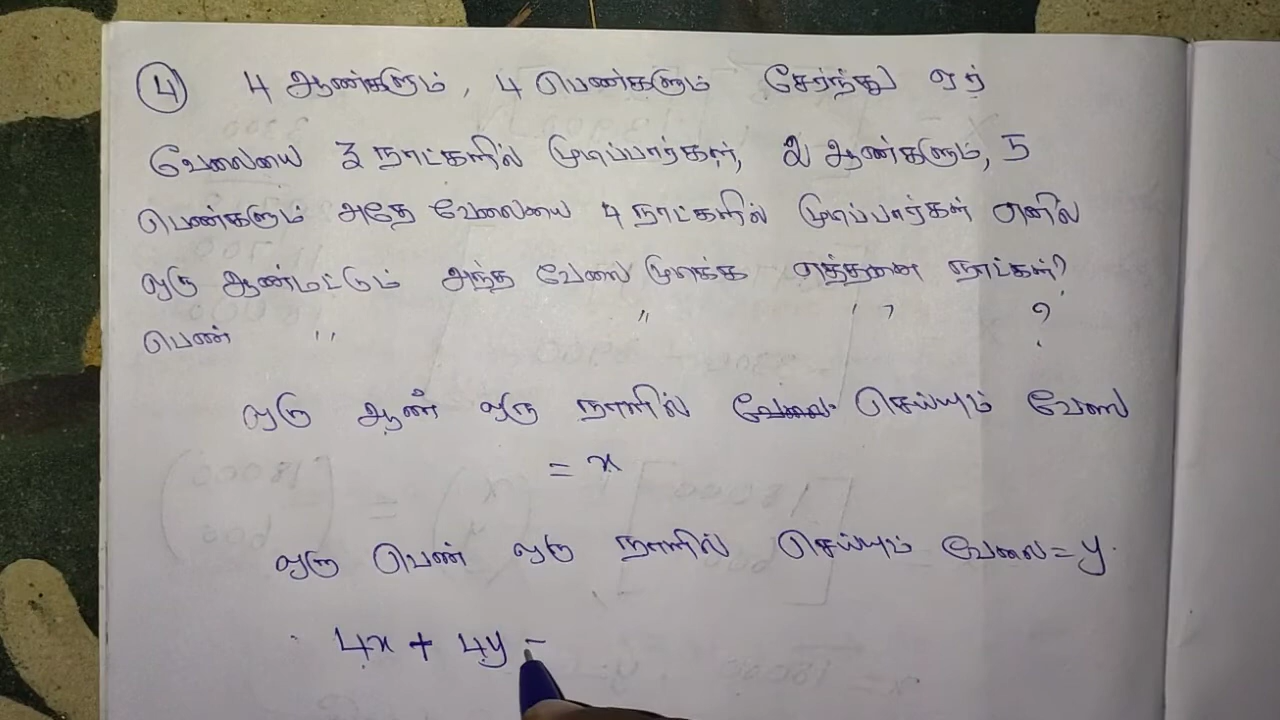 ④ 4 ஆண்களும், 4 பெண்களும் சேர்ந்து ஓர்
வேலையை 3 நாட்களில் முடிப்பார்கள், 2 ஆண்களும், 5
பெண்களும் அதே வேலையை 4 நாட்களில் முடிப்பார்கள் எனில்
ஒரு ஆண்மட்டும் அந்த வேலை முடிக்க எத்தனை நாட்கள்?
பெண் " " " ?
ஒரு ஆண் ஒரு நாளில் செய்யும் வேலை
= x
ஒரு பெண் ஒரு நாளில் செய்யும் வேலை = y.
4x + 4y =